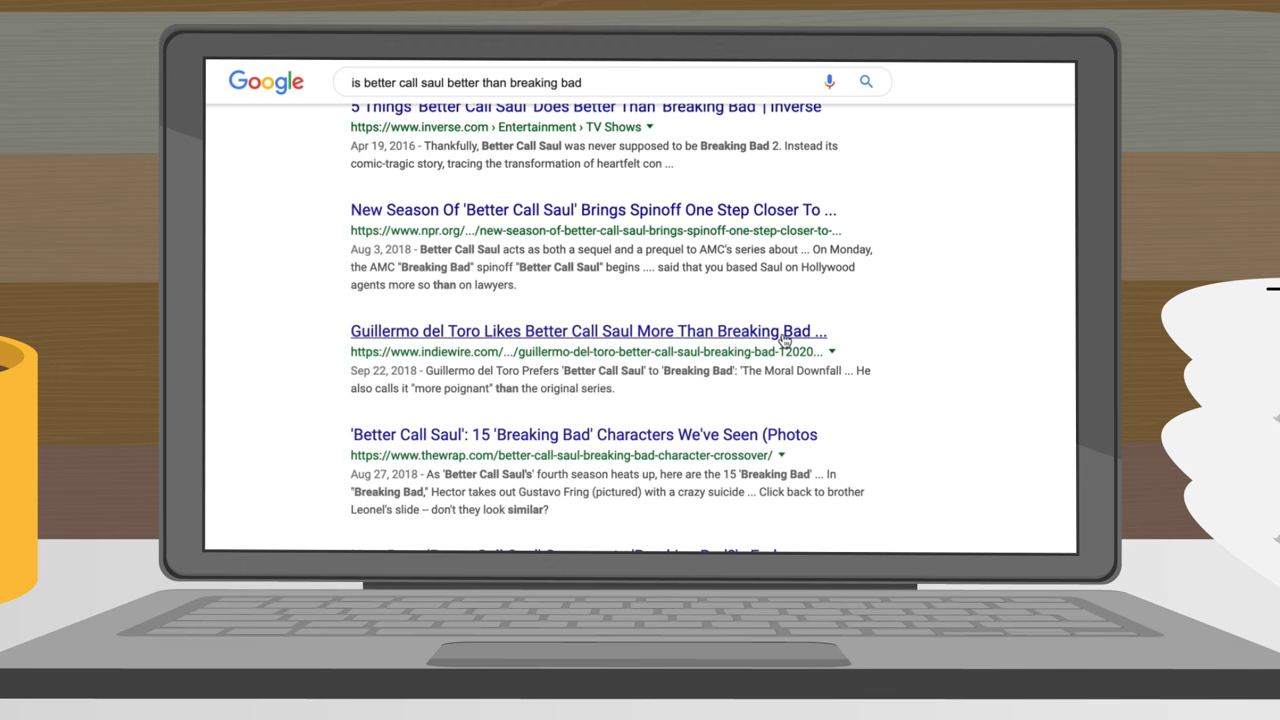 Google
is better call saul better than breaking bad
5 Things 'Better Call Saul' Does Better Than 'Breaking Bad' | Inverse
https://www.inverse.com › Entertainment › TV Shows
Apr 19, 2016 - Thankfully, Better Call Saul was never supposed to be Breaking Bad 2. Instead its
comic-tragic story, tracing the transformation of heartfelt con ...
New Season Of 'Better Call Saul' Brings Spinoff One Step Closer To ...
https://www.npr.org/.../new-season-of-better-call-saul-brings-spinoff-one-step-closer-to-...
Aug 3, 2018 - Better Call Saul acts as both a sequel and a prequel to AMC's series about ... On Monday,
the AMC "Breaking Bad" spinoff "Better Call Saul" begins .... said that you based Saul on Hollywood
agents more so than on lawyers.
Guillermo del Toro Likes Better Call Saul More Than Breaking Bad ...
https://www.indiewire.com/.../guillermo-del-toro-better-call-saul-breaking-bad-12020...
Sep 22, 2018 - Guillermo del Toro Prefers 'Better Call Saul' to 'Breaking Bad': 'The Moral Downfall ... He
also calls it "more poignant" than the original series.
'Better Call Saul': 15 'Breaking Bad' Characters We've Seen (Photos
https://www.thewrap.com/better-call-saul-breaking-bad-character-crossover/
Aug 27, 2018 - As 'Better Call Saul's' fourth season heats up, here are the 15 'Breaking Bad' ... In
"Breaking Bad," Hector takes out Gustavo Fring (pictured) with a crazy suicide ... Click back to brother
Leonel's slide – don't they look similar?